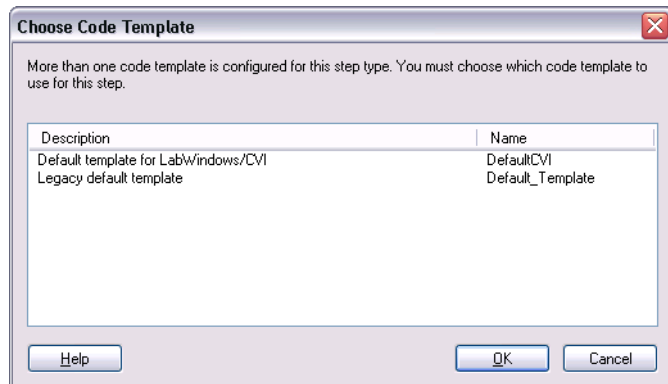 Choose Code Template
More than one code template is configured for this step type. You must choose which code template to
use for this step.
Description Name
Default template for LabWindows/CVI DefaultCVI
Legacy default template Default_Template
Help OK Cancel